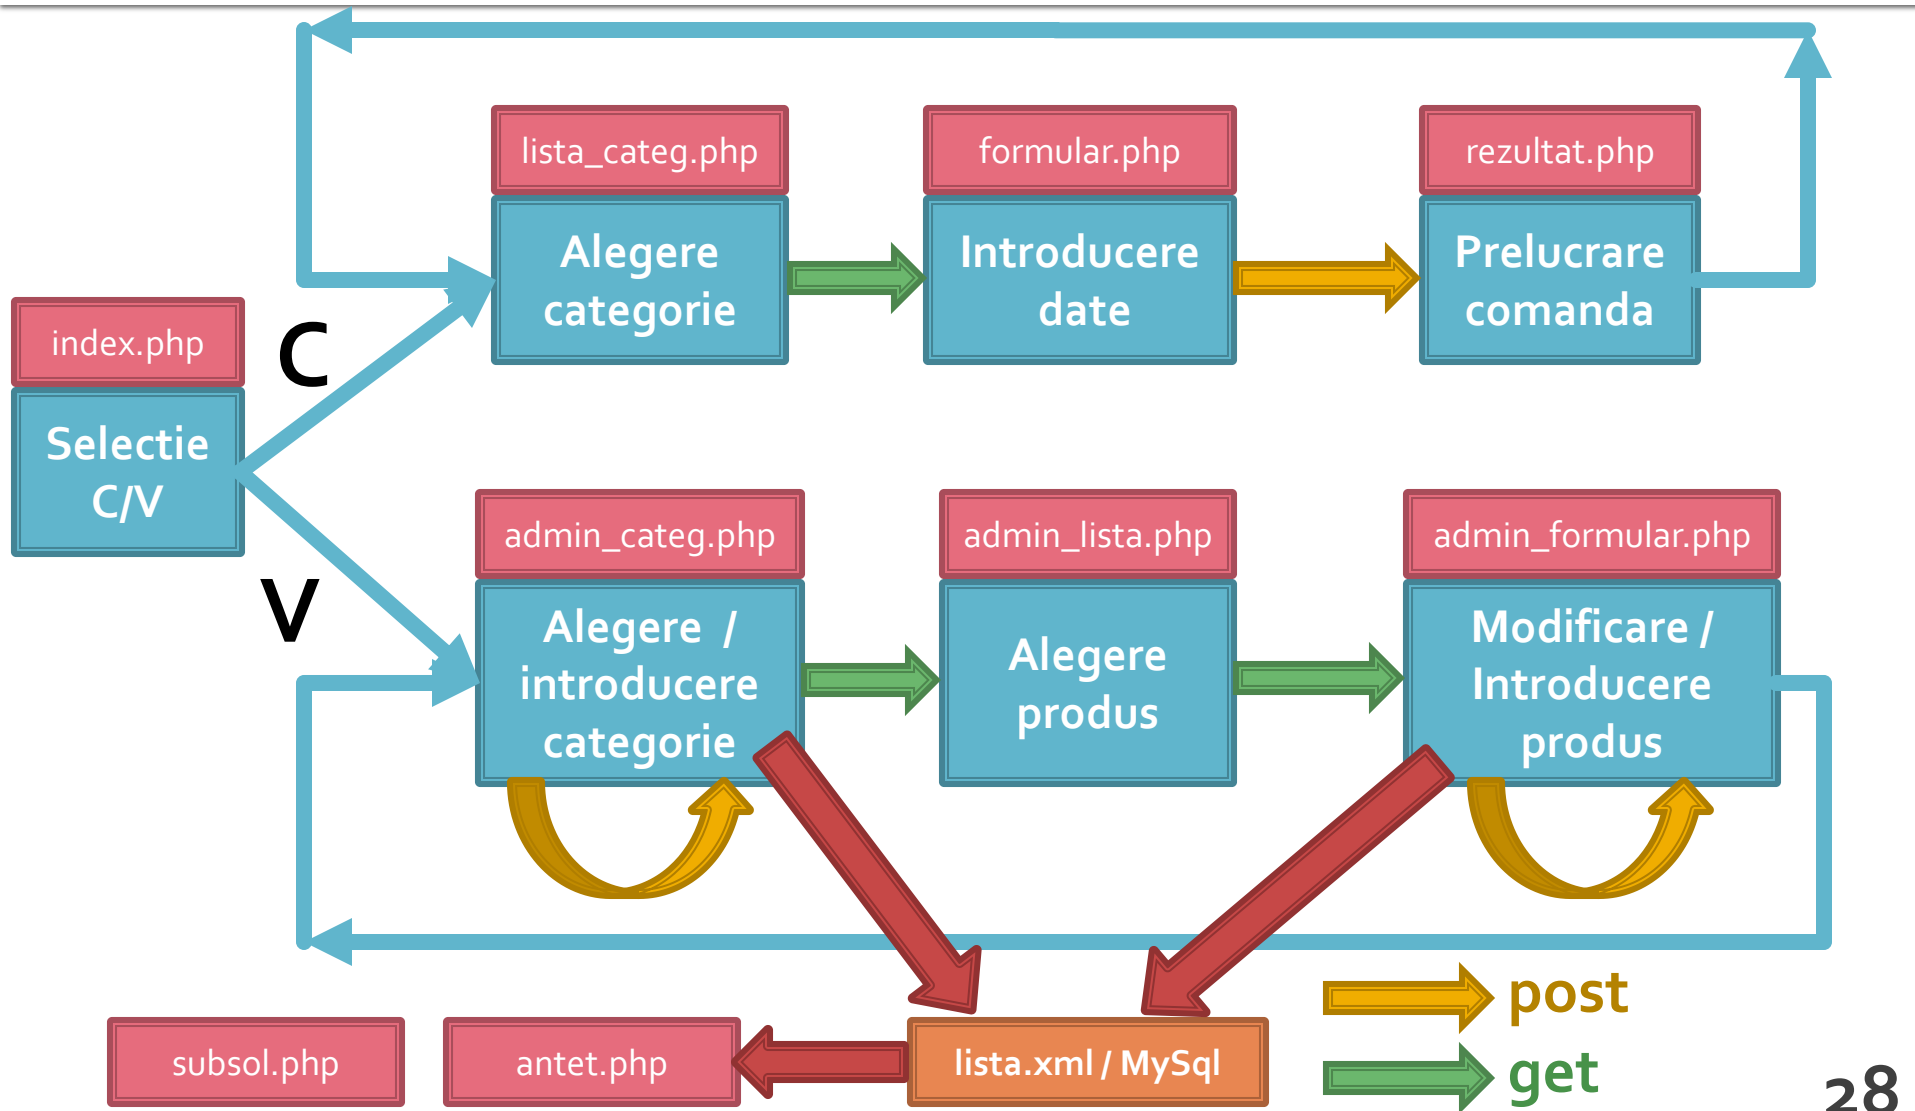 lista_categ.php
formular.php
rezultat.php
Alegere
categorie
Introducere
date
Prelucrare
comanda
index.php
C
Selectie
C/V
V
admin_categ.php
admin_lista.php
admin_formular.php
Alegere /
introducere
categorie
Alegere
produs
Modificare /
Introducere
produs
post
subsol.php
antet.php
lista.xml / MySql
get
28